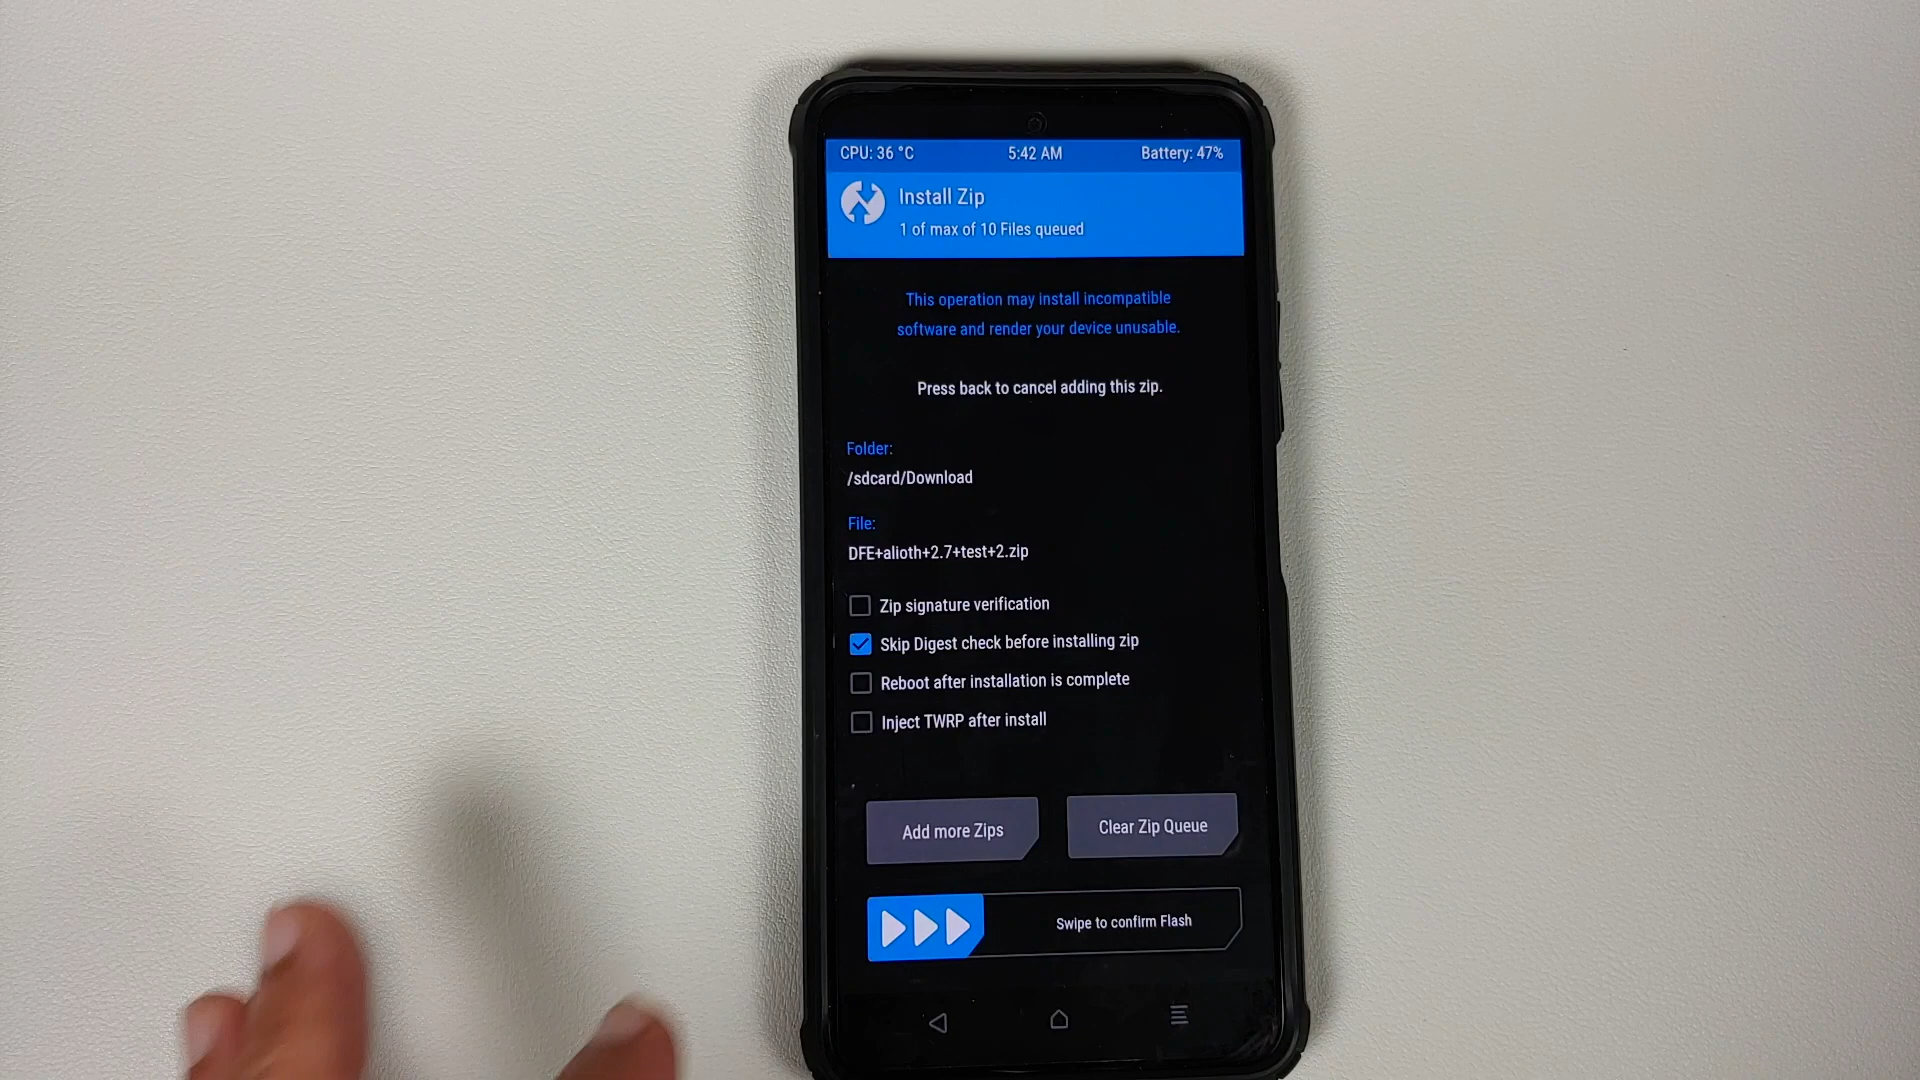 CPU: 36 °C 5:42 AM Battery: 47%
Install Zip
1 of max of 10 Files queued
This operation may install incompatible
software and render your device unusable.
Press back to cancel adding this zip.
Folder:
/sdcard/Download
File:
DFE+alioth+2.7+test+2.zip
Zip signature verification
Skip Digest check before installing zip
Reboot after installation is complete
Inject TWRP after install
Add more Zips Clear Zip Queue
Swipe to confirm Flash